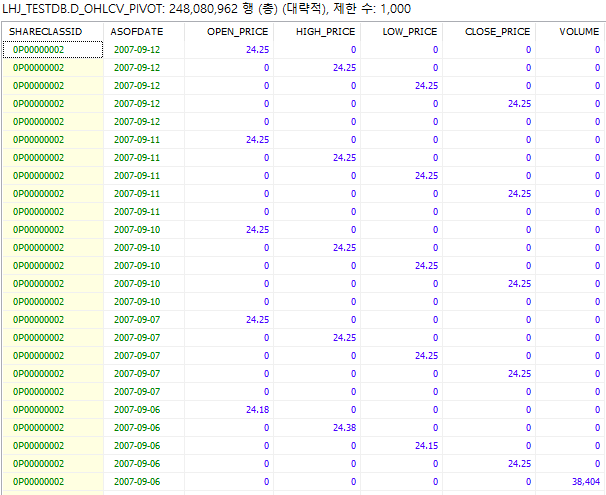 LHJ_TESTDB.D_OHLCV_PIVOT: 248,080,962 행 (총) (대략적), 제한 수: 1,000
SHARECLASSID ASOFDATE OPEN_PRICE HIGH_PRICE LOW_PRICE CLOSE_PRICE VOLUME
0P00000002 2007-09-12 24.25 0 0 0 0
0P00000002 2007-09-12 0 24.25 0 0 0
0P00000002 2007-09-12 0 0 24.25 0 0
0P00000002 2007-09-12 0 0 0 24.25 0
0P00000002 2007-09-12 0 0 0 0 0
0P00000002 2007-09-11 24.25 0 0 0 0
0P00000002 2007-09-11 0 24.25 0 0 0
0P00000002 2007-09-11 0 0 24.25 0 0
0P00000002 2007-09-11 0 0 0 24.25 0
0P00000002 2007-09-11 0 0 0 0 0
0P00000002 2007-09-10 24.25 0 0 0 0
0P00000002 2007-09-10 0 24.25 0 0 0
0P00000002 2007-09-10 0 0 24.25 0 0
0P00000002 2007-09-10 0 0 0 24.25 0
0P00000002 2007-09-10 0 0 0 0 0
0P00000002 2007-09-07 24.25 0 0 0 0
0P00000002 2007-09-07 0 24.25 0 0 0
0P00000002 2007-09-07 0 0 24.25 0 0
0P00000002 2007-09-07 0 0 0 24.25 0
0P00000002 2007-09-07 0 0 0 0 0
0P00000002 2007-09-06 24.18 0 0 0 0
0P00000002 2007-09-06 0 24.38 0 0 0
0P00000002 2007-09-06 0 0 24.15 0 0
0P00000002 2007-09-06 0 0 0 24.25 0
0P00000002 2007-09-06 0 0 0 0 38,404